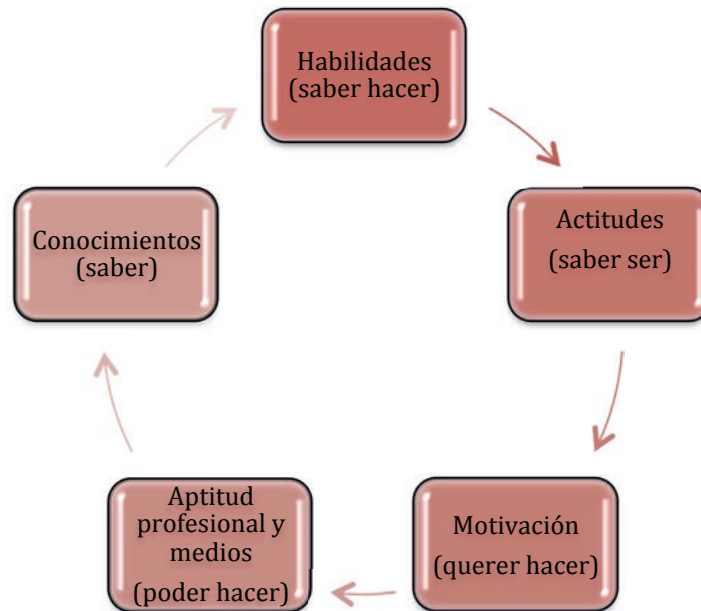 Habilidades
(saber hacer)
Actitudes
(saber ser)
Motivación
(querer hacer)
Aptitud
profesional y
medios
(poder hacer)
Conocimientos
(saber)